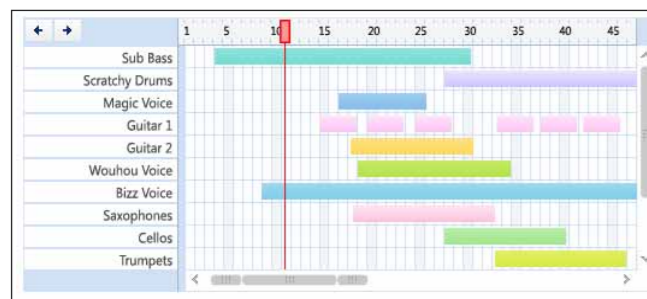 1 5 10 15 20 25 30 35 40 45
Sub Bass
Scratchy Drums
Magic Voice
Guitar 1
Guitar 2
Wouhou Voice
Bizz Voice
Saxophones
Cellos
Trumpets